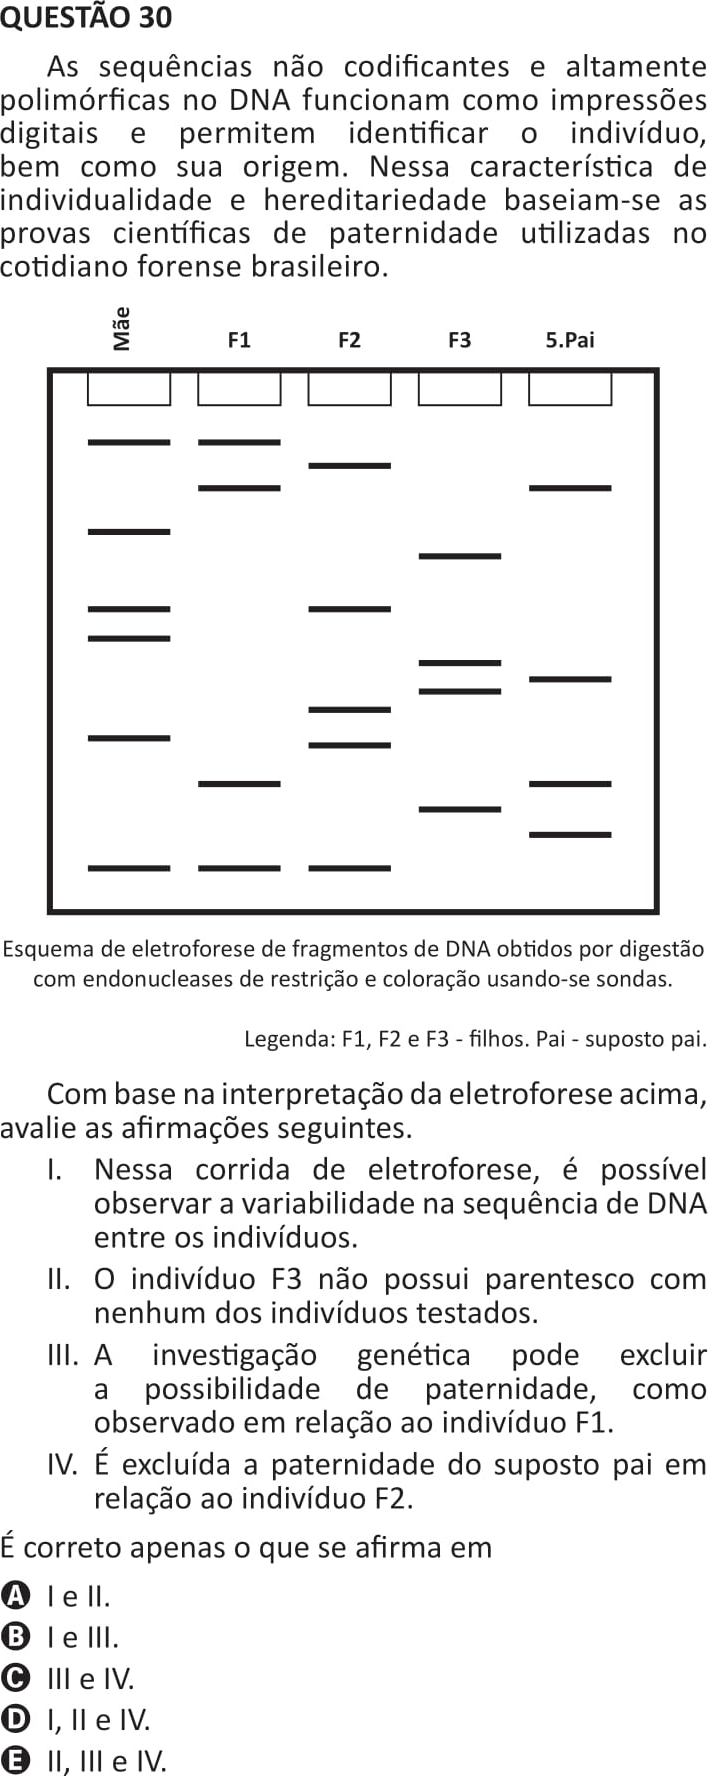 QUESTÃO 30
As sequências não codificantes e altamente
polimórficas no DNA funcionam como impressões
digitais e permitem identificar o indivíduo,
bem como sua origem. Nessa característica de
individualidade e hereditariedade baseiam-se as
provas científicas de paternidade utilizadas no
cotidiano forense brasileiro.
Mãe F1 F2 F3 5.Pai
Esquema de eletroforese de fragmentos de DNA obtidos por digestão
com endonucleases de restrição e coloração usando-se sondas.
Legenda: F1, F2 e F3 - filhos. Pai - suposto pai.
Com base na interpretação da eletroforese acima,
avalie as afirmações seguintes.
I. Nessa corrida de eletroforese, é possível
observar a variabilidade na sequência de DNA
entre os indivíduos.
II. O indivíduo F3 não possui parentesco com
nenhum dos indivíduos testados.
III. A investigação genética pode excluir
a possibilidade de paternidade, como
observado em relação ao indivíduo F1.
IV. É excluída a paternidade do suposto pai em
relação ao indivíduo F2.
É correto apenas o que se afirma em
A I e II.
B I e III.
C III e IV.
D I, II e IV.
E II, III e IV.